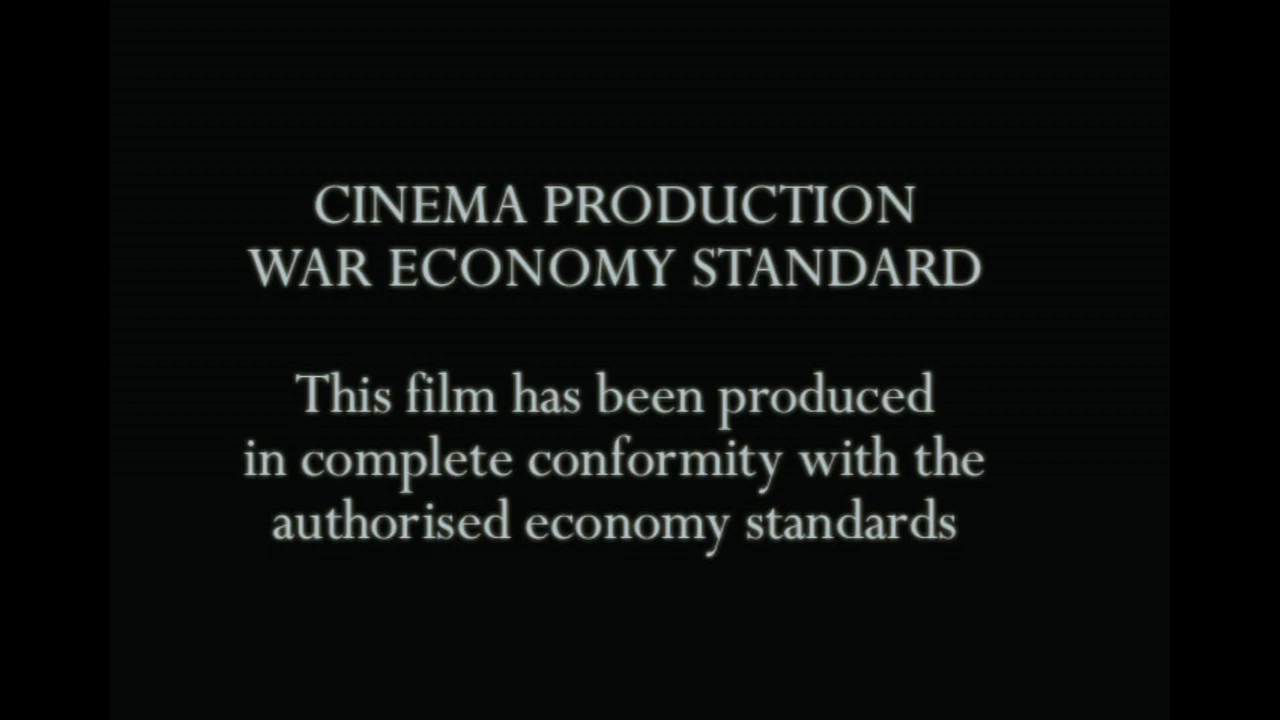 CINEMA PRODUCTION
WAR ECONOMY STANDARD
This film has been produced
in complete conformity with the
authorised economy standards